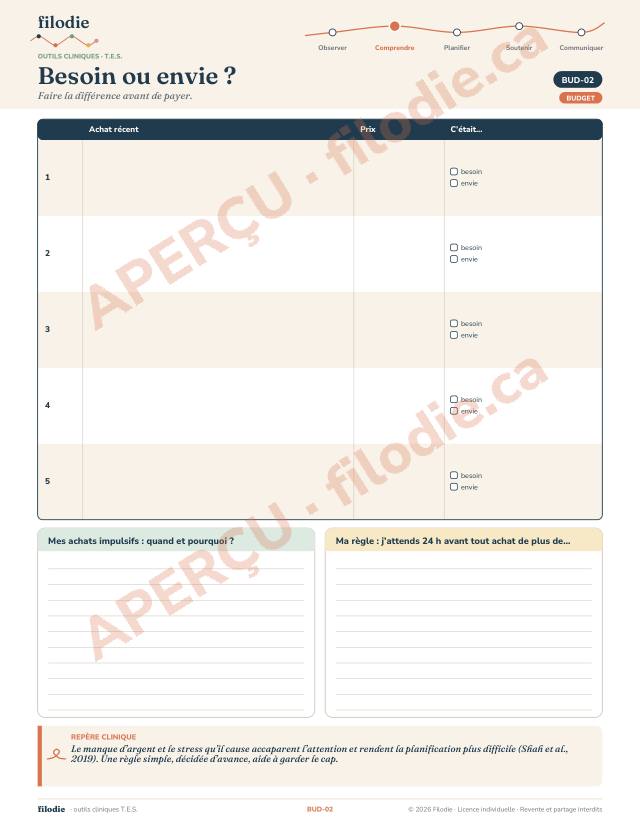 filodie
OUTILS CLINIQUES · T.E.S.
Observer Comprendre Planifier Soutenir Communiquer
Besoin ou envie ?
Faire la différence avant de payer.
BUD-02
BUDGET
Achat récent Prix C'était…
1
besoin
envie
2
besoin
envie
3
besoin
envie
4
besoin
envie
5
besoin
envie
APERÇU · filodie.ca
APERÇU · filodie.ca
Mes achats impulsifs : quand et pourquoi ?
Ma règle : j'attends 24 h avant tout achat de plus de…
REPÈRE CLINIQUE
Le manque d'argent et le stress qu'il cause accaparent l'attention et rendent la planification plus difficile (Shah et al.,
2019). Une règle simple, décidée d'avance, aide à garder le cap.
filodie · outils cliniques T.E.S. BUD-02 © 2026 Filodie · Licence individuelle · Revente et partage interdits